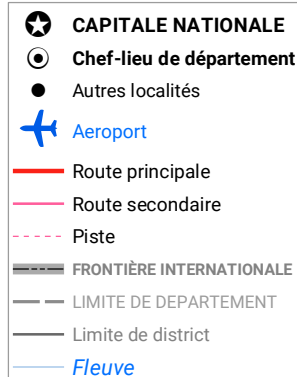 CAPITALE NATIONALE
Chef-lieu de département
Autres localités
Aeroport
Route principale
Route secondaire
Piste
FRONTIÈRE INTERNATIONALE
LIMITE DE DEPARTEMENT
Limite de district
Fleuve